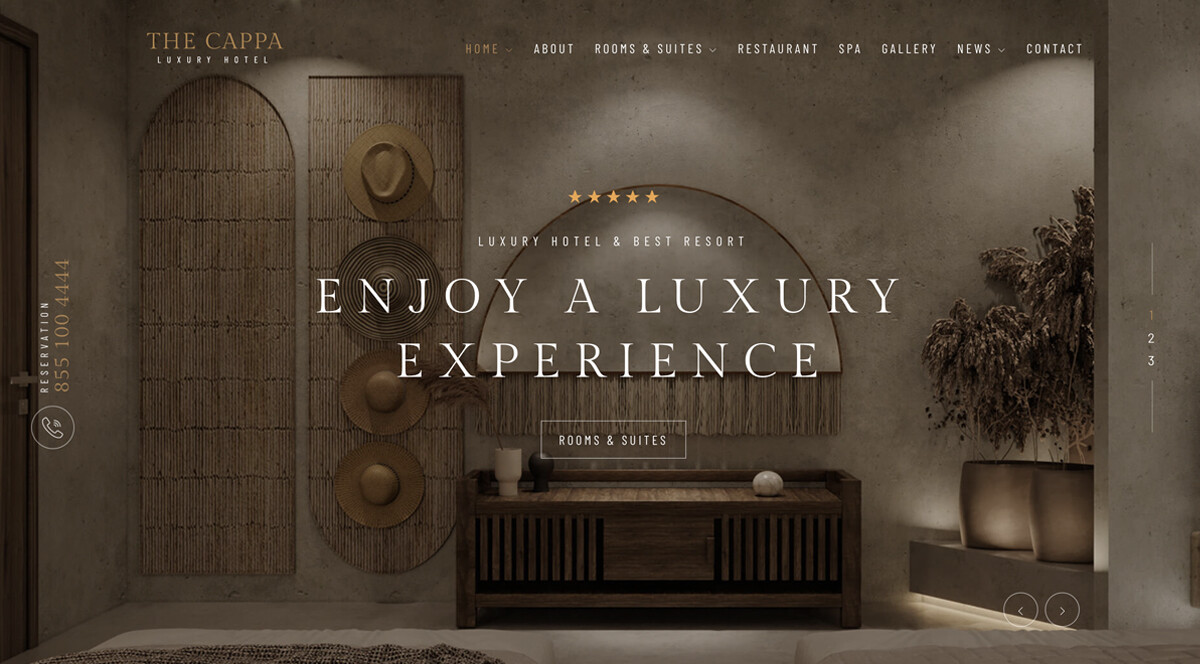 THE CAPPA
LUXURY HOTEL
HOME ABOUT ROOMS & SUITES RESTAURANT SPA GALLERY NEWS CONTACT
LUXURY HOTEL & BEST RESORT
ENJOY A LUXURY
EXPERIENCE
ROOMS & SUITES
RESERVATION
855 100 4444
1
2
3